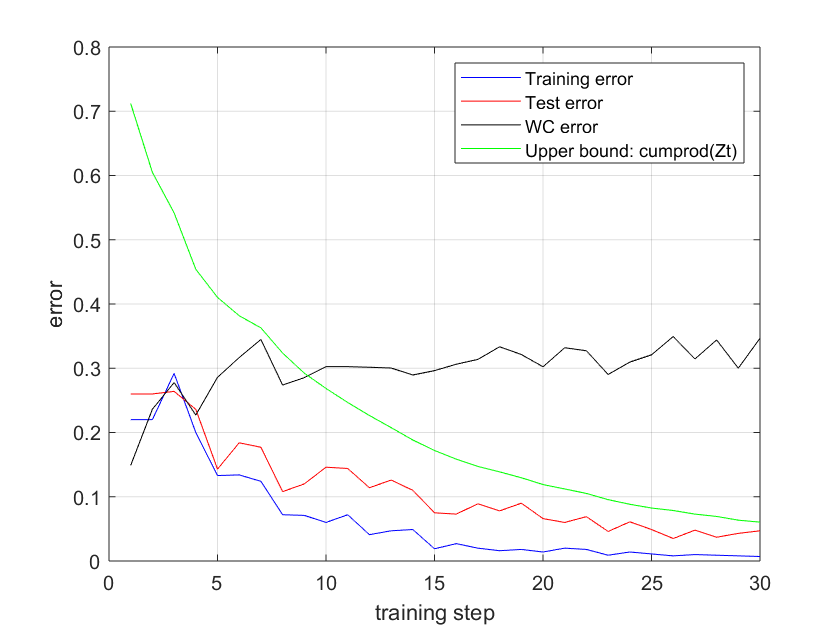 0.8
0.7
0.6
0.5
0.4
0.3
0.2
0.1
0
error
Training error
Test error
WC error
Upper bound: cumprod(Zt)
0 5 10 15 20 25 30
training step